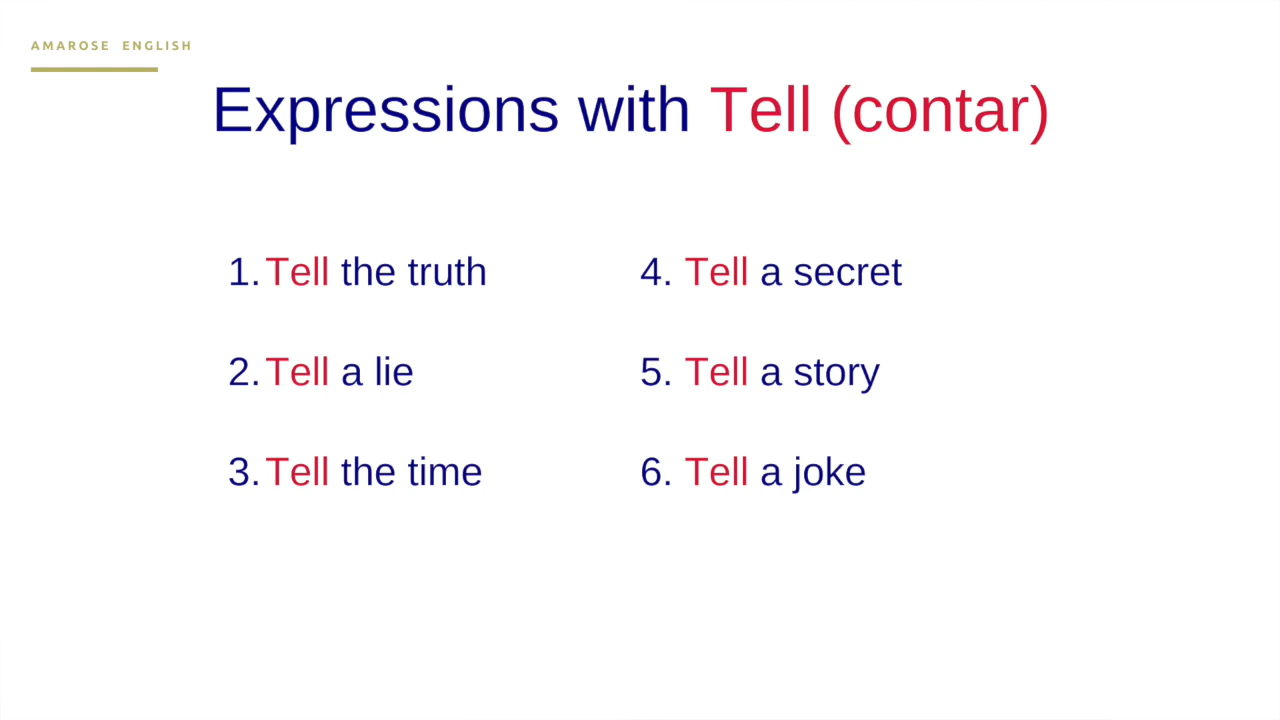 AMAROSE ENGLISH
Expressions with Tell (contar)
1. Tell the truth
2. Tell a lie
3. Tell the time
4. Tell a secret
5. Tell a story
6. Tell a joke